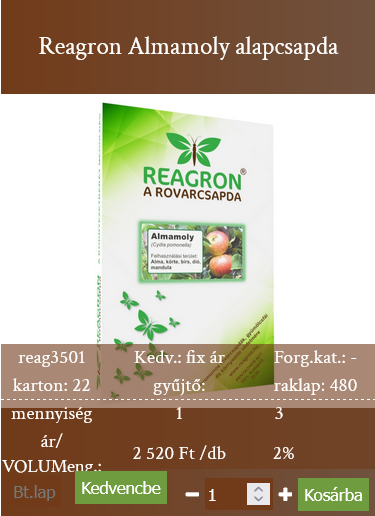 Reagron Almamoly alapcsapda
REAGRON®
A ROVARCSAPDA
Almamoly
(Cydia pomonella)
Felhasználási terület:
Alma, körte, birs, dió,
mandula
reag3501 Kedv.: fix ár Forg.kat.: -
karton: 22 gyűjtő: raklap: 480
mennyiség 1 3
ár/
VOLUMeng.: 2 520 Ft /db 2%
Bt.lap Kedvencbe 1 Kosárba